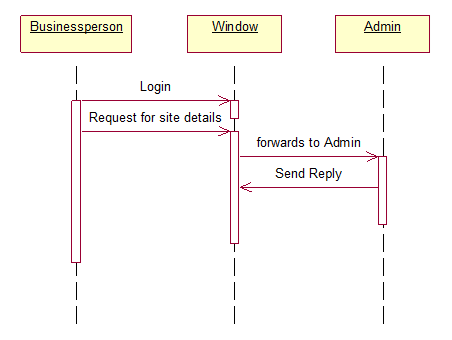 Businessperson
Window
Admin
Login
Request for site details
forwards to Admin
Send Reply